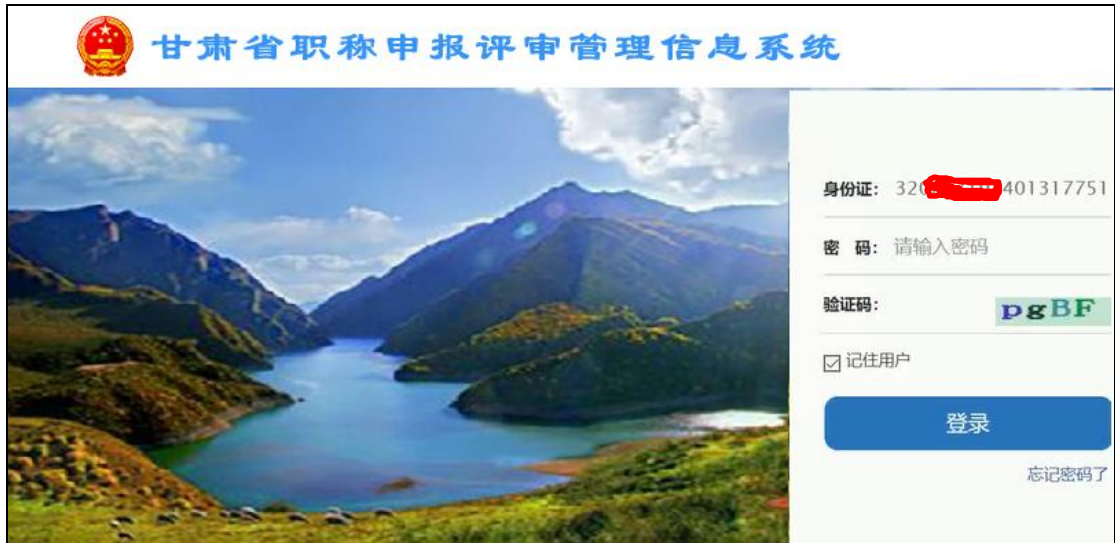 甘肃省职称申报评审管理信息系统
身份证: 320 401317751
密 码: 请输入密码
验证码: pgBF
记住用户
登录
忘记密码了